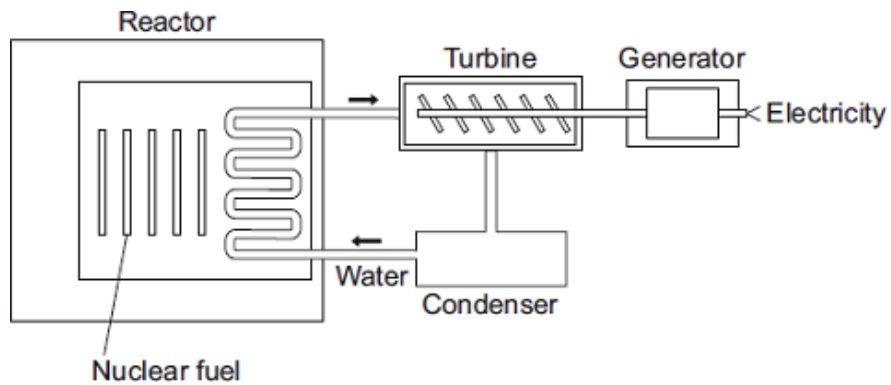 Reactor
Turbine
Generator
Electricity
Water
Condenser
Nuclear fuel